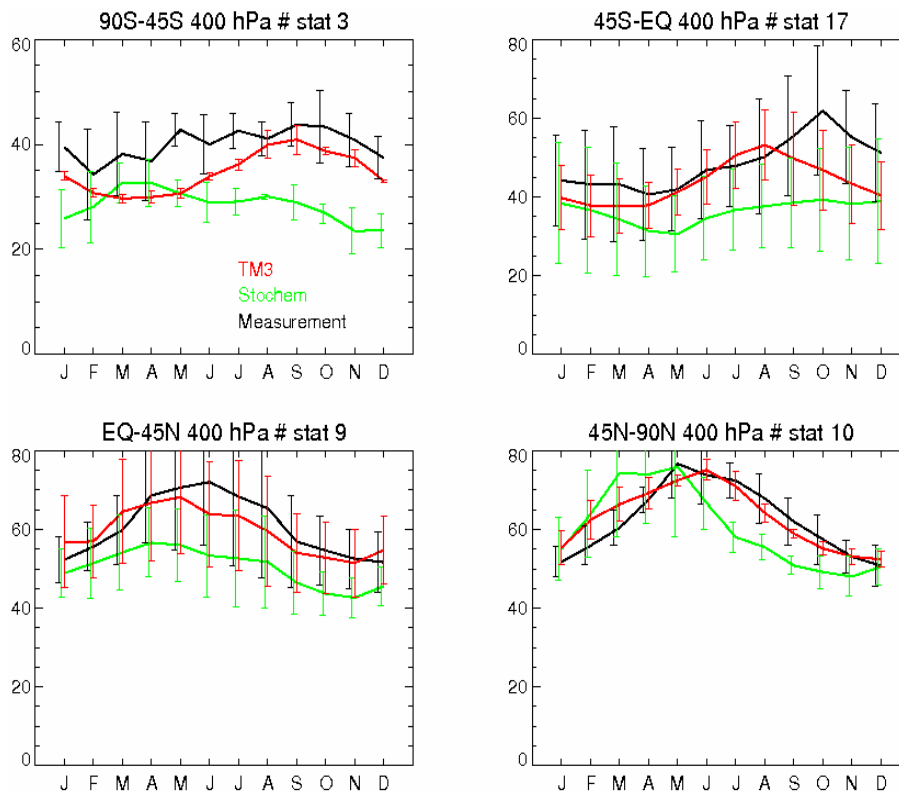 90S-45S 400 hPa # stat 3
60
40
20
0
TM3
Stochem
Measurement
J F M A M J J A S O N D
45S-EQ 400 hPa # stat 17
80
60
40
20
0
J F M A M J J A S O N D
EQ-45N 400 hPa # stat 9
80
60
40
20
0
J F M A M J J A S O N D
45N-90N 400 hPa # stat 10
80
60
40
20
0
J F M A M J J A S O N D